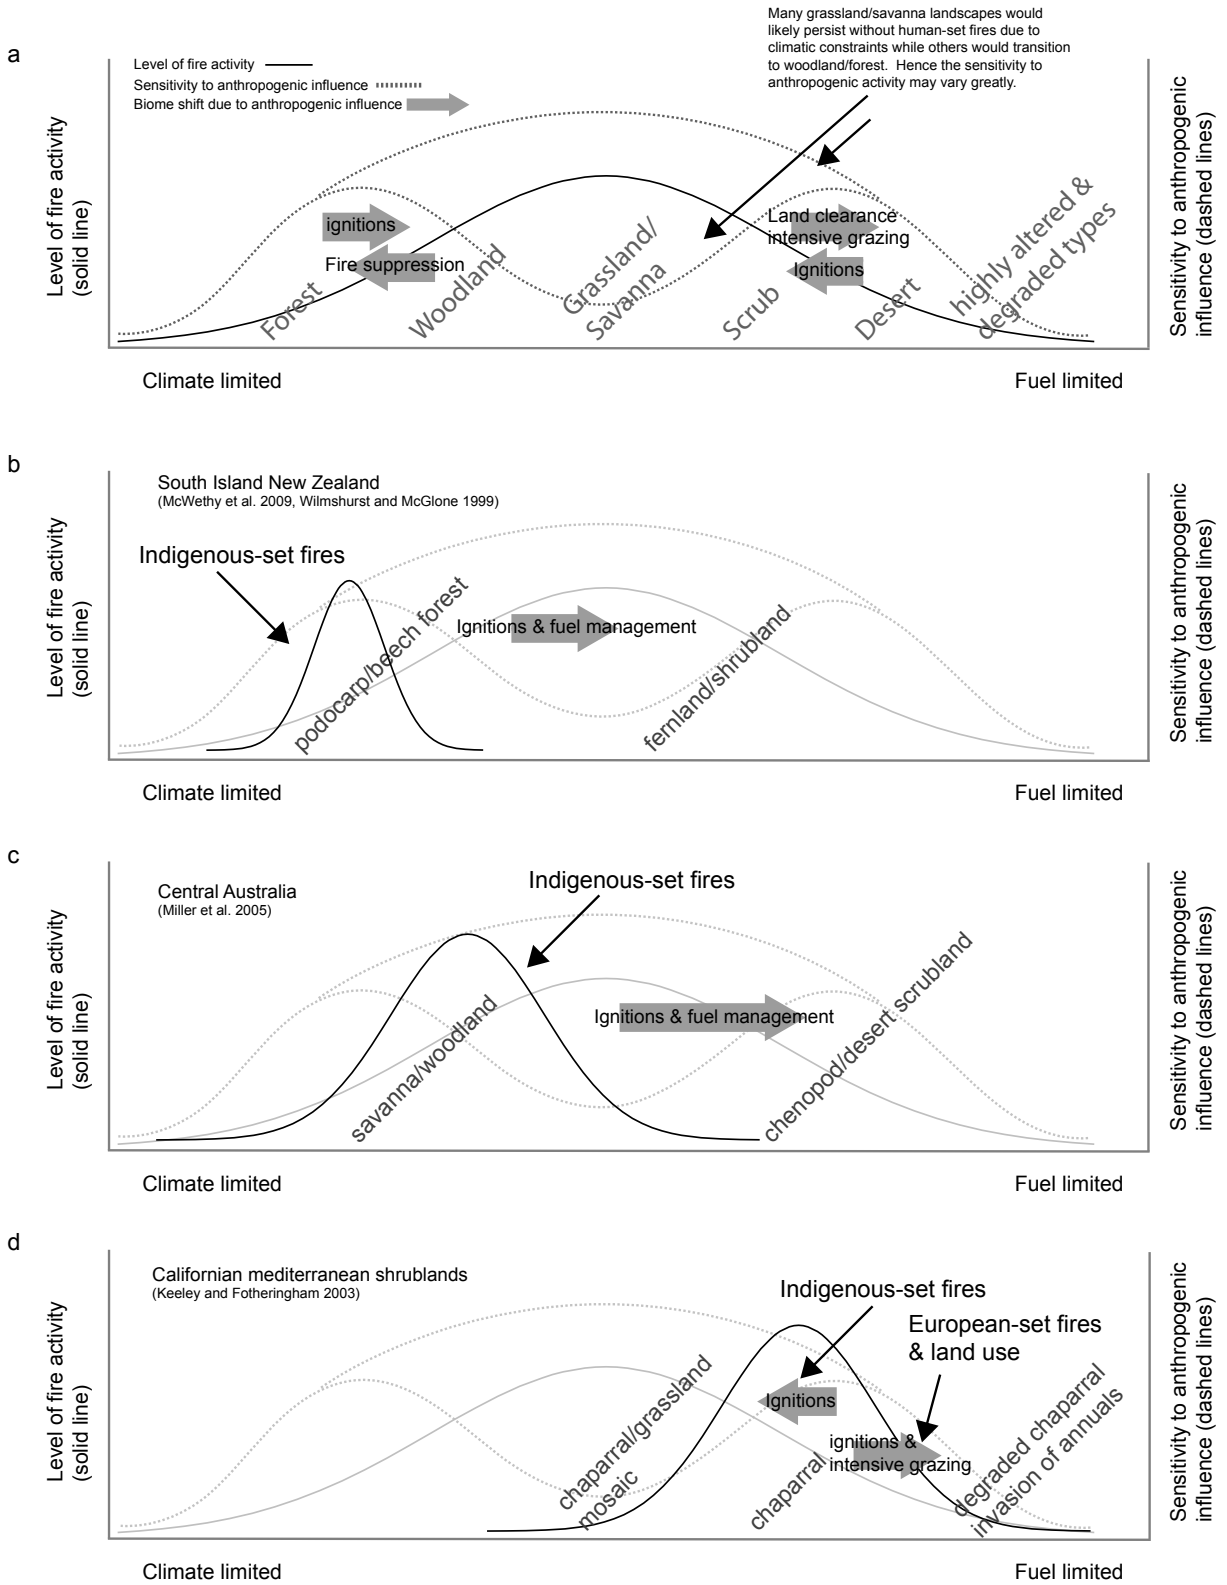 a
Many grassland/savanna landscapes would
likely persist without human-set fires due to
climatic constraints while others would transition
to woodland/forest.  Hence the sensitivity to
anthropogenic activity may vary greatly.
Level of fire activity
Sensitivity to anthropogenic influence
Biome shift due to anthropogenic influence
Level of fire activity
(solid line)
ignitions
Fire suppression
Land clearance
intensive grazing
Ignitions
Forest
Woodland
Grassland/
Savanna
Scrub
Desert
highly altered &
degraded types
Sensitivity to anthropogenic
influence (dashed lines)
Climate limited
Fuel limited
b
South Island New Zealand
(McWethy et al. 2009, Wilmshurst and McGlone 1999)
Indigenous-set fires
Level of fire activity
(solid line)
podocarp/beech forest
Ignitions & fuel management
fernland/shrubland
Sensitivity to anthropogenic
influence (dashed lines)
Climate limited
Fuel limited
c
Central Australia
(Miller et al. 2005)
Indigenous-set fires
Level of fire activity
(solid line)
savanna/woodland
Ignitions & fuel management
chenopod/desert scrubland
Sensitivity to anthropogenic
influence (dashed lines)
Climate limited
Fuel limited
d
Californian mediterranean shrublands
(Keeley and Fotheringham 2003)
Indigenous-set fires
European-set fires
& land use
Level of fire activity
(solid line)
Ignitions
ignitions &
intensive grazing
chaparral/grassland
mosaic
chaparral
degraded chaparral
invasion of annuals
Sensitivity to anthropogenic
influence (dashed lines)
Climate limited
Fuel limited